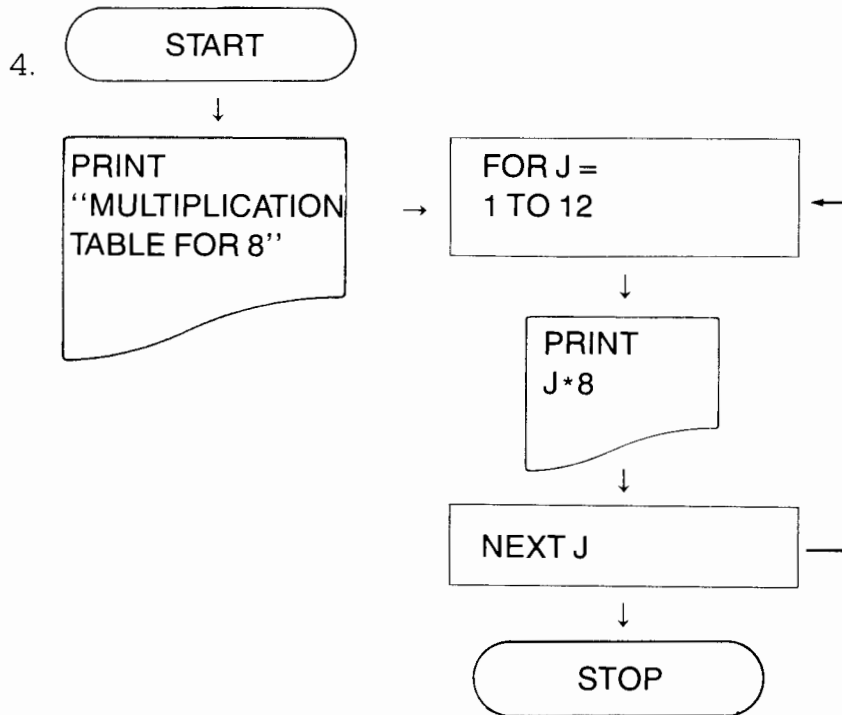 4.
START
PRINT
‘‘MULTIPLICATION
TABLE FOR 8’’
FOR J =
1 TO 12
PRINT
J*8
NEXT J
STOP